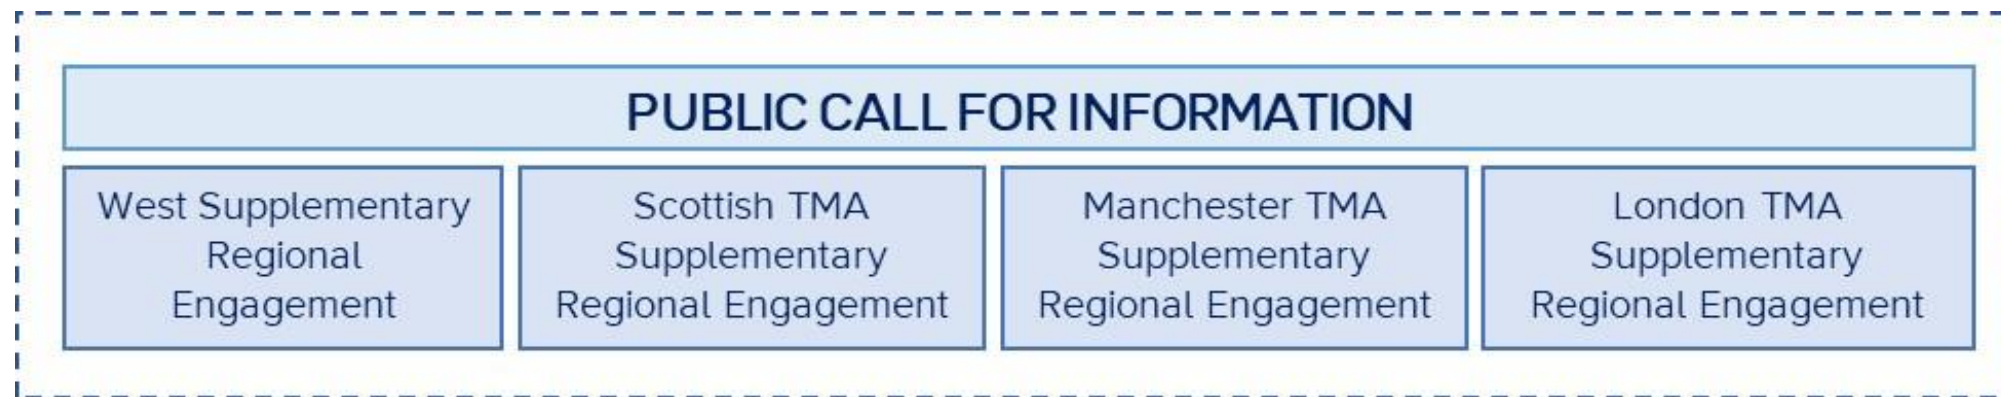 PUBLIC CALL FOR INFORMATION
West Supplementary
Regional
Engagement
Scottish TMA
Supplementary
Regional Engagement
Manchester TMA
Supplementary
Regional Engagement
London TMA
Supplementary
Regional Engagement